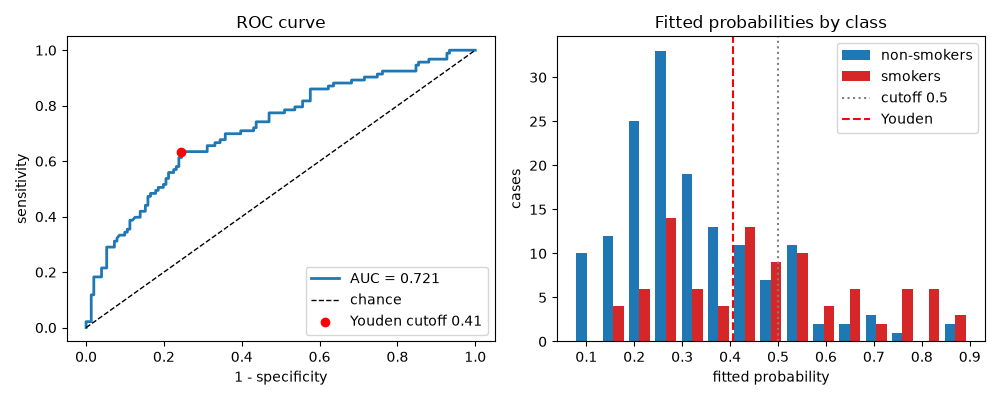 ROC curve
1.0
0.8
0.6
0.4
0.2
0.0
sensitivity
AUC = 0.721
chance
Youden cutoff 0.41
0.0 0.2 0.4 0.6 0.8 1.0
1 - specificity
Fitted probabilities by class
30
25
20
15
10
5
0
cases
non-smokers
smokers
cutoff 0.5
Youden
0.1 0.2 0.3 0.4 0.5 0.6 0.7 0.8 0.9
fitted probability